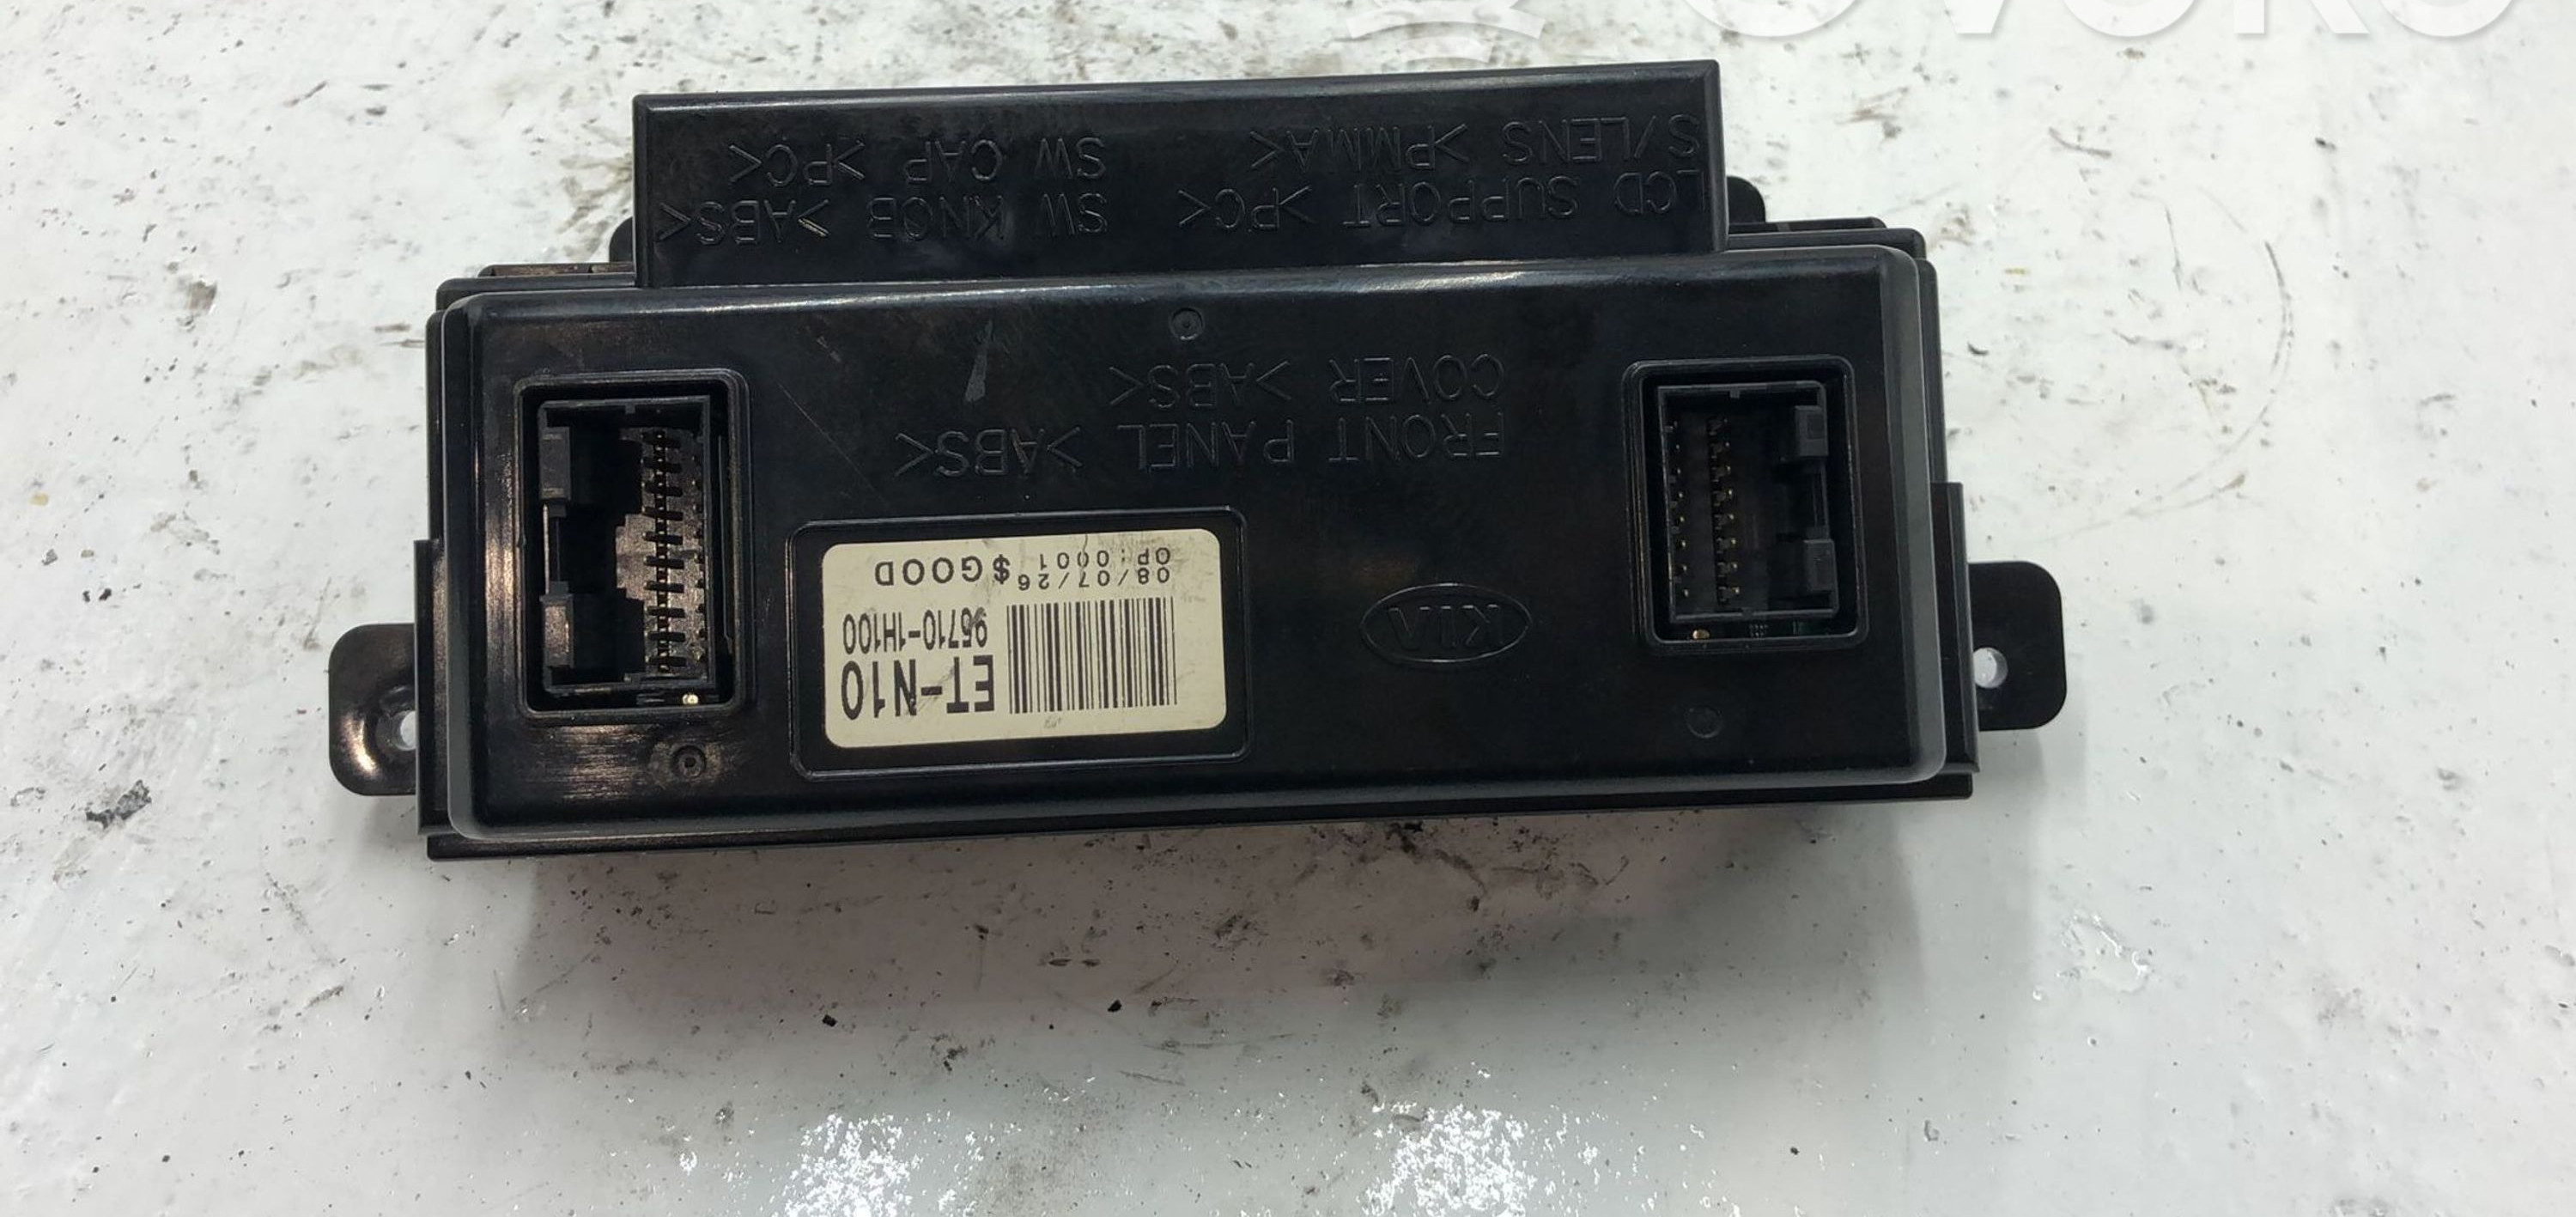 KIA
ET-N10
95710-1H100
08/07/26 $GOOD
OP:0001
FRONT PANEL >ABS<
COVER >ABS<
LCD SUPPORT >PC< SW KNOB >ABS<
S/LENS >PMMA< SW CAP >PC<